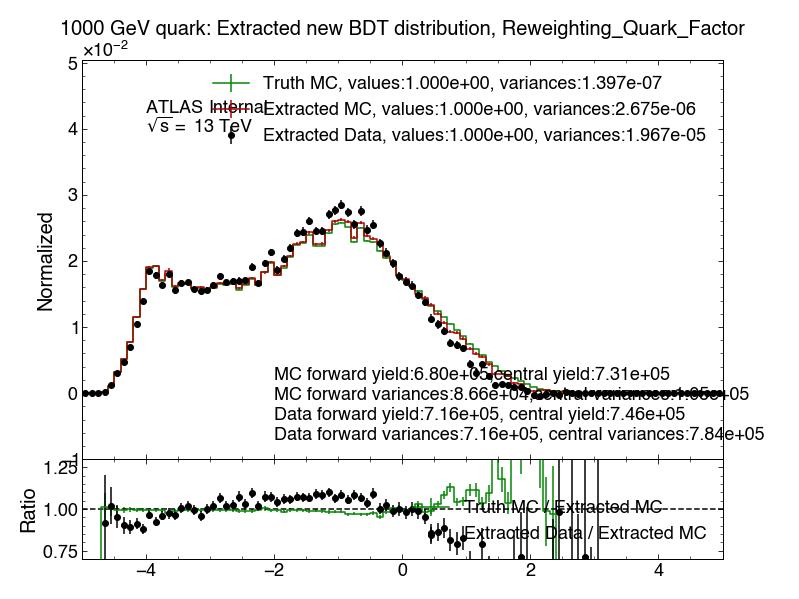 1000 GeV quark: Extracted new BDT distribution, Reweighting_Quark_Factor
×10⁻²
5
Truth MC, values:1.000e+00, variances:1.397e-07
ATLAS Internal
Extracted MC, values:1.000e+00, variances:2.675e-06
√s = 13 TeV
Extracted Data, values:1.000e+00, variances:1.967e-05
4
3
2
1
0
Normalized
MC forward yield:6.80e+05, central yield:7.31e+05
MC forward variances:8.66e+04, central variances:
Data forward yield:7.16e+05, central yield:7.46e+05
Data forward variances:7.16e+05, central variances:7.84e+05
1.25
1.00
0.75
Ratio
Truth MC / Extracted MC
Extracted Data / Extracted MC
−4
−2
0
2
4